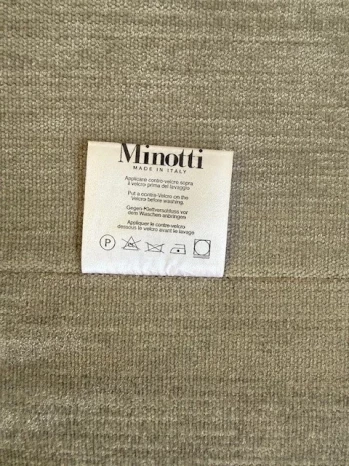 Minotti
MADE IN ITALY
Applicare contro-velcro sopra
il velcro prima del lavaggio
Put a contra-Velcro on the
Velcro before washing.
Gegen-Klettverschluss vor
dem Waschen anbringen
Appliquer le contre-velcro
dessous le velcro avant le lavage
P